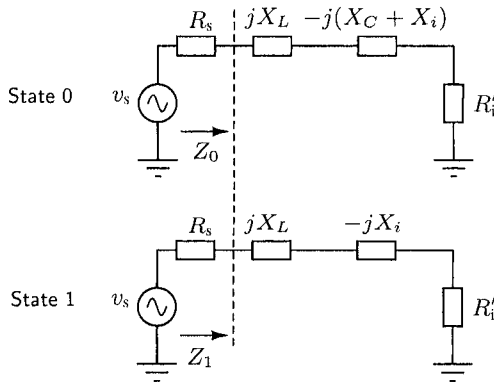 R_s jX_L −j(X_C + X_i)
State 0 v_s R_i'
Z_0
R_s jX_L −jX_i
State 1 v_s R_i'
Z_1